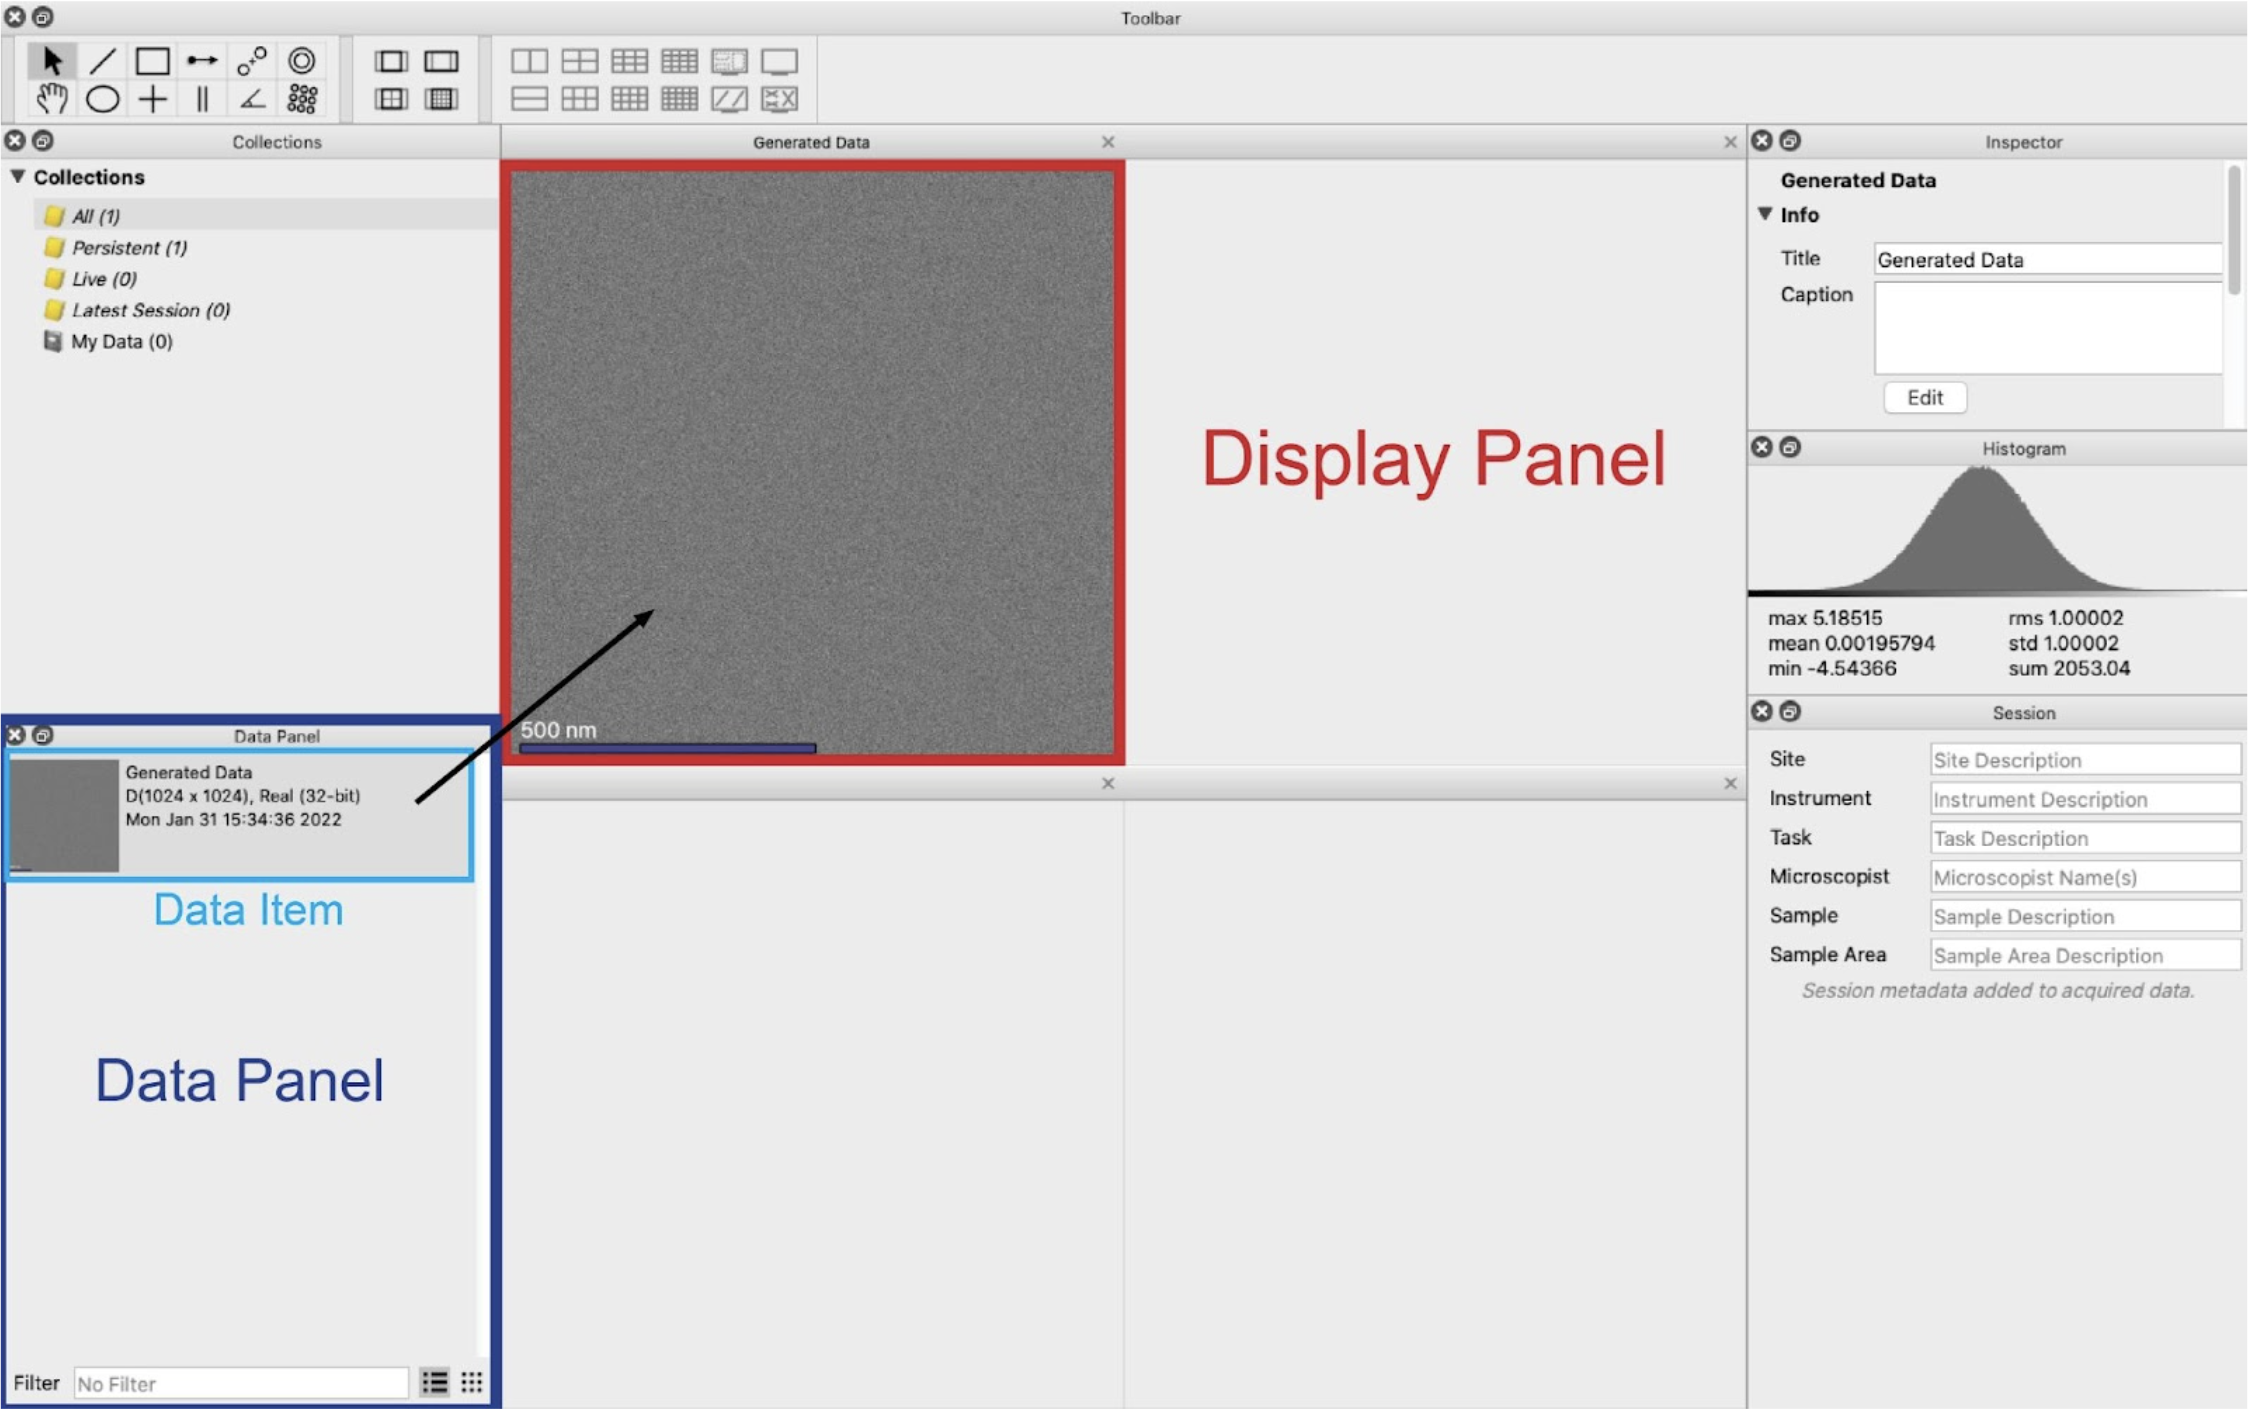 Toolbar
Collections
Collections
All (1)
Persistent (1)
Live (0)
Latest Session (0)
My Data (0)
Generated Data
500 nm
Display Panel
Inspector
Generated Data
Info
Title Generated Data
Caption
Edit
Histogram
max 5.18515 rms 1.00002
mean 0.00195794 std 1.00002
min -4.54366 sum 2053.04
Data Panel
Generated Data
D(1024 x 1024), Real (32-bit)
Mon Jan 31 15:34:36 2022
Data Item
Data Panel
Filter No Filter
Session
Site Site Description
Instrument Instrument Description
Task Task Description
Microscopist Microscopist Name(s)
Sample Sample Description
Sample Area Sample Area Description
Session metadata added to acquired data.